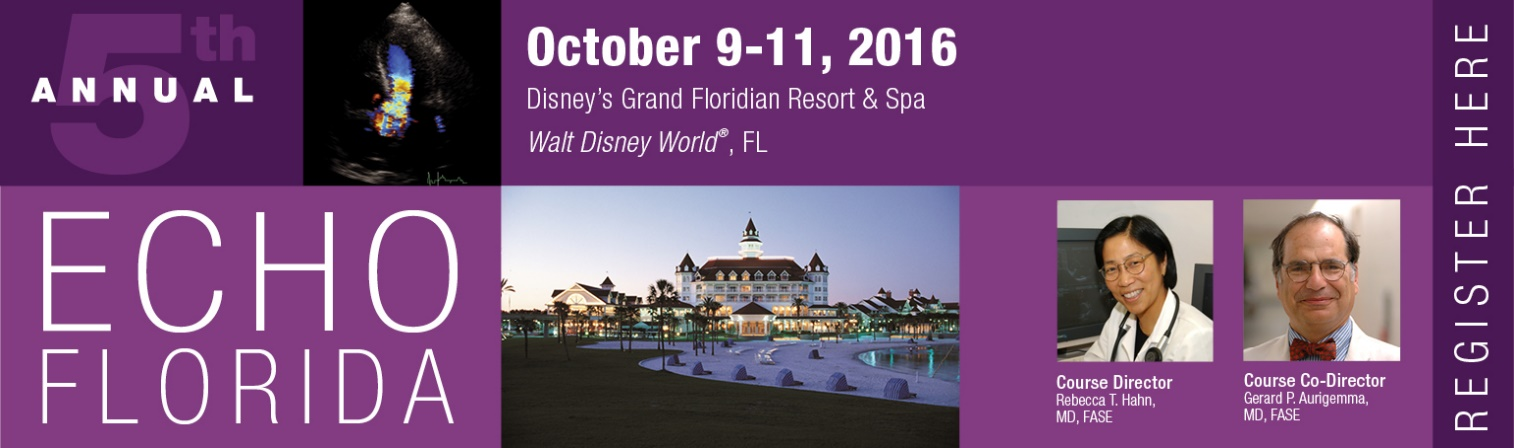 5th
ANNUAL
October 9-11, 2016
Disney's Grand Floridian Resort & Spa
Walt Disney World®, FL
ECHO
FLORIDA
Course Director
Rebecca T. Hahn,
MD, FASE
Course Co-Director
Gerard P. Aurigemma,
MD, FASE
REGISTER HERE